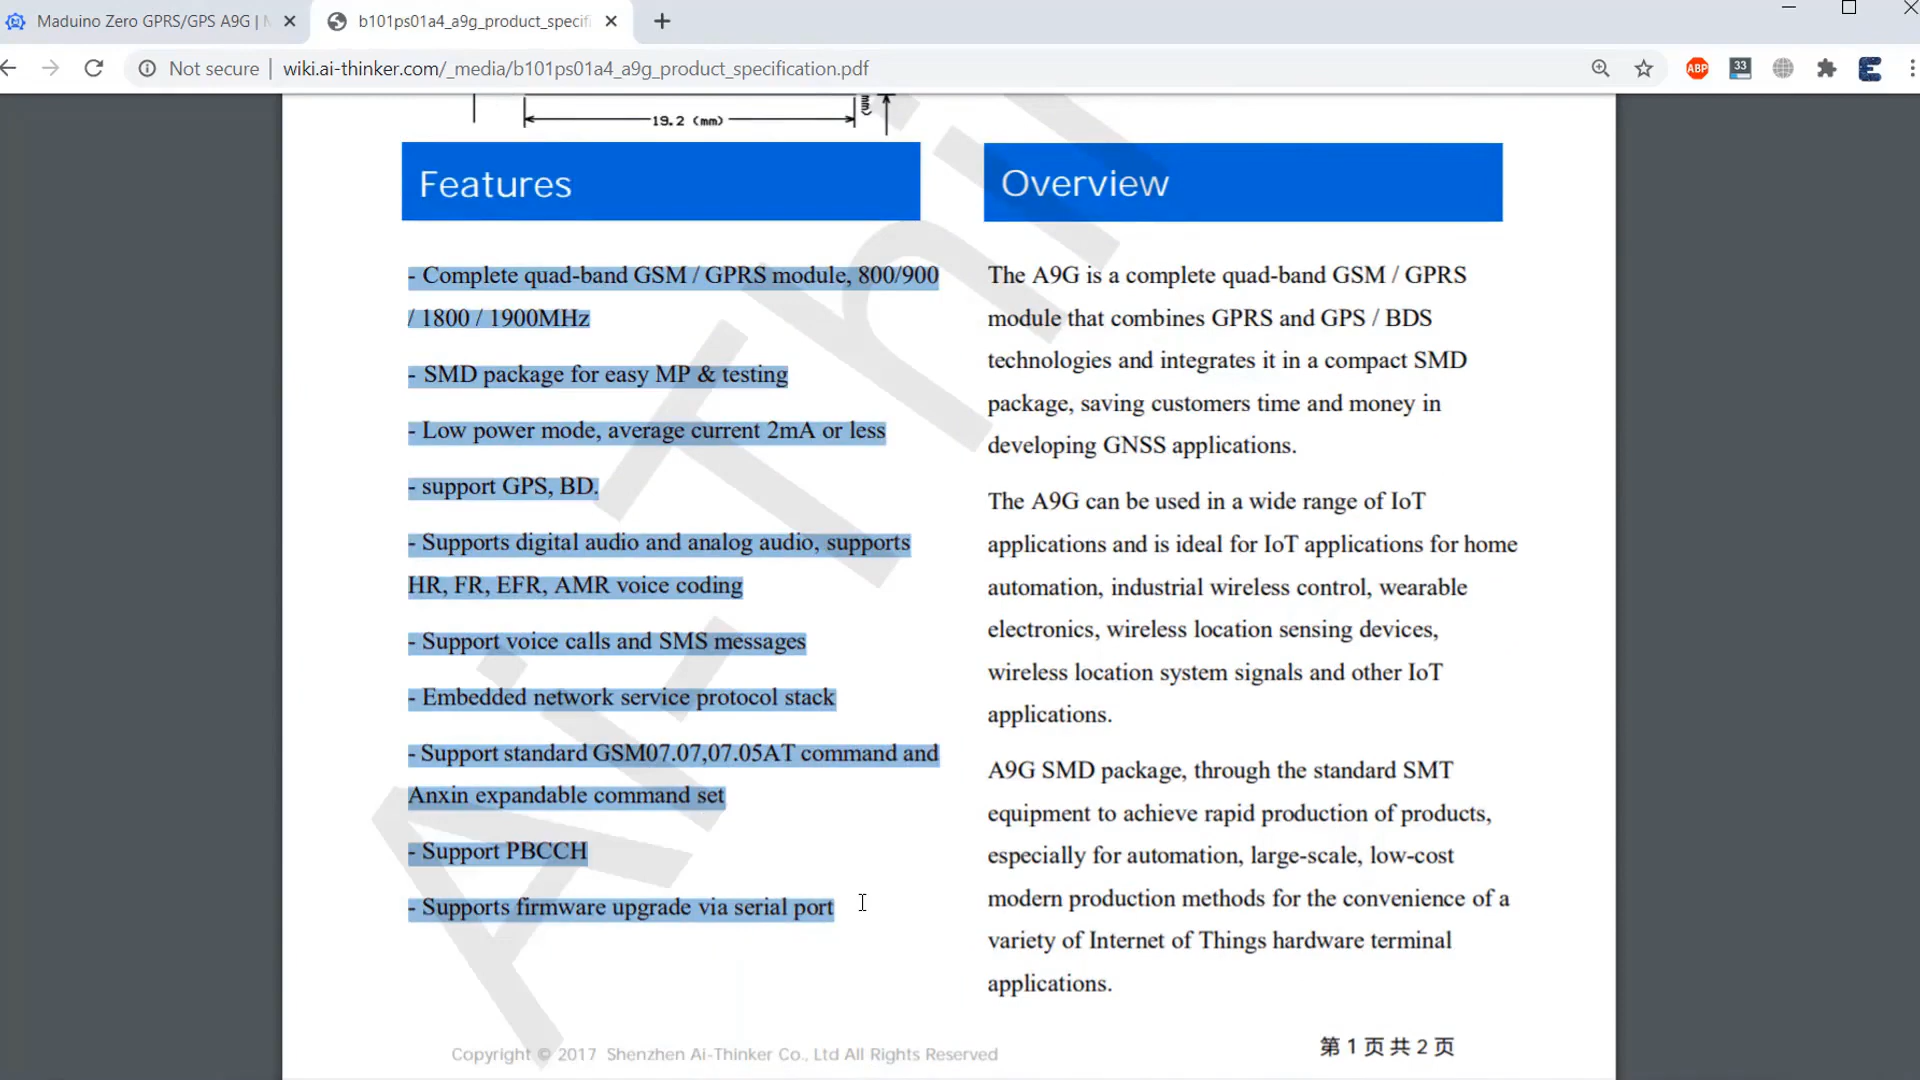 Maduino Zero GPRS/GPS A9G |
b101ps01a4_a9g_product_specifi
Not secure
wiki.ai-thinker.com/_media/b101ps01a4_a9g_product_specification.pdf
ABP
33
19.2 (mm)
Features
- Complete quad-band GSM / GPRS module, 800/900
/ 1800 / 1900MHz
- SMD package for easy MP & testing
- Low power mode, average current 2mA or less
- support GPS, BD.
- Supports digital audio and analog audio, supports
HR, FR, EFR, AMR voice coding
- Support voice calls and SMS messages
- Embedded network service protocol stack
- Support standard GSM07.07,07.05AT command and
Anxin expandable command set
- Support PBCCH
- Supports firmware upgrade via serial port
Overview
The A9G is a complete quad-band GSM / GPRS
module that combines GPRS and GPS / BDS
technologies and integrates it in a compact SMD
package, saving customers time and money in
developing GNSS applications.
The A9G can be used in a wide range of IoT
applications and is ideal for IoT applications for home
automation, industrial wireless control, wearable
electronics, wireless location sensing devices,
wireless location system signals and other IoT
applications.
A9G SMD package, through the standard SMT
equipment to achieve rapid production of products,
especially for automation, large-scale, low-cost
modern production methods for the convenience of a
variety of Internet of Things hardware terminal
applications.
Copyright © 2017 Shenzhen Ai-Thinker Co., Ltd All Rights Reserved
第 1 页 共 2 页